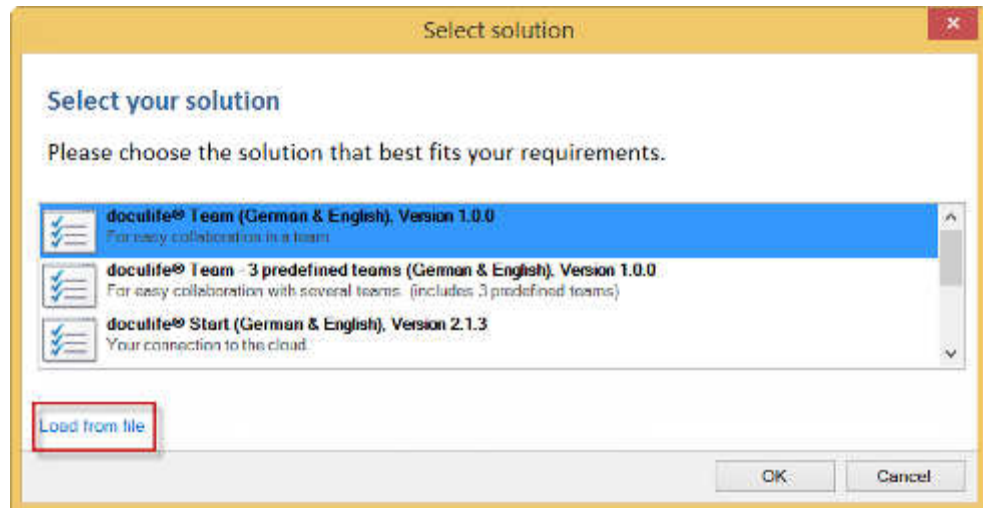 Select solution
Select your solution
Please choose the solution that best fits your requirements.
doculife® Team (German & English), Version 1.0.0
For easy collaboration in a team
doculife® Team - 3 predefined teams (German & English), Version 1.0.0
For easy collaboration with several teams. (includes 3 predefined teams)
doculife® Start (German & English), Version 2.1.3
Your connection to the cloud.
Load from file
OK
Cancel